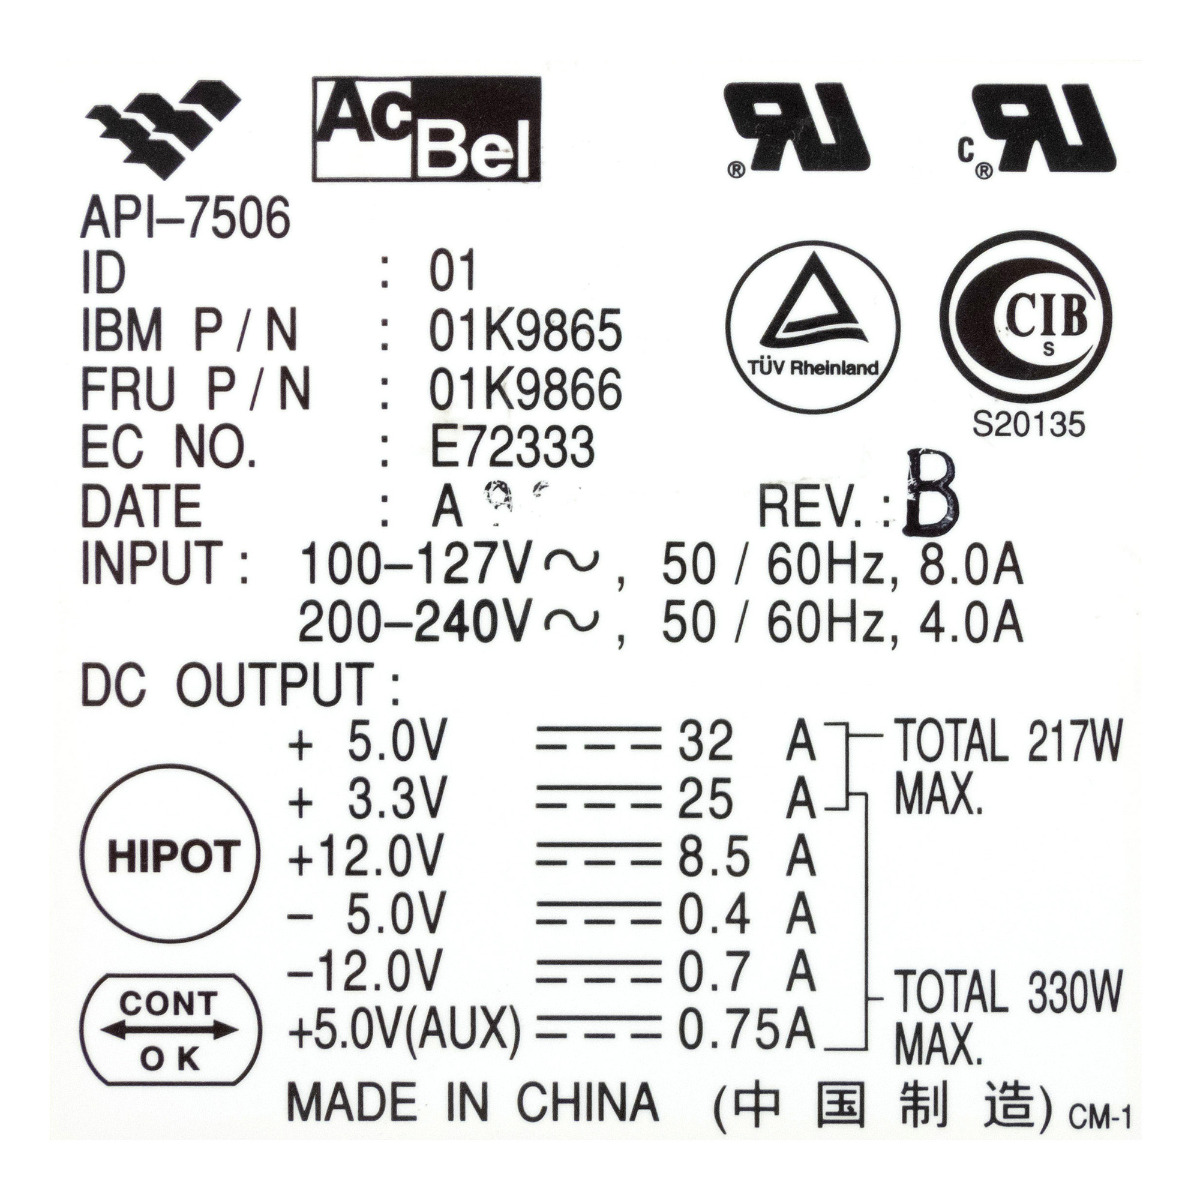 AcBel
API-7506
ID : 01
IBM P/N : 01K9865
FRU P/N : 01K9866
EC NO. : E72333
DATE : A
REV. : B
®
c ®
TÜV Rheinland
CIB
S
S20135
INPUT : 100-127V~, 50/60Hz, 8.0A
200-240V~, 50/60Hz, 4.0A
DC OUTPUT :
+ 5.0V 32 A
+ 3.3V 25 A
TOTAL 217W
MAX.
+12.0V 8.5 A
- 5.0V 0.4 A
-12.0V 0.7 A
+5.0V(AUX) 0.75A
TOTAL 330W
MAX.
HIPOT
CONT
OK
MADE IN CHINA (中国制造) CM-1